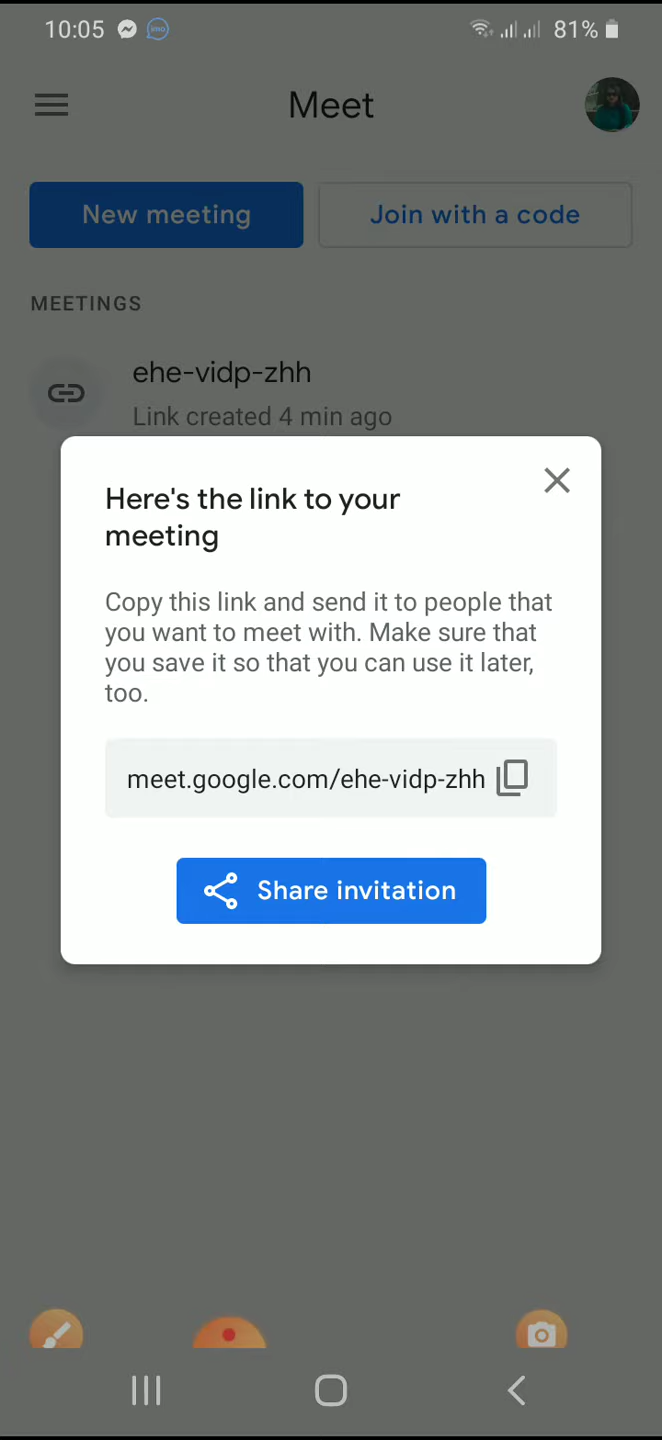 10:05
81%
Meet
New meeting
Join with a code
MEETINGS
ehe-vidp-zhh
Link created 4 min ago
Here's the link to your
meeting
Copy this link and send it to people that
you want to meet with. Make sure that
you save it so that you can use it later,
too.
meet.google.com/ehe-vidp-zhh
Share invitation